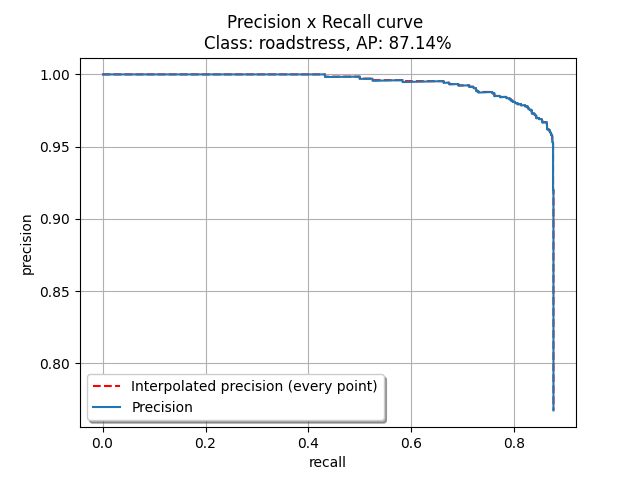 Precision x Recall curve
Class: roadstress, AP: 87.14%
1.00
0.95
0.90
0.85
0.80
precision
Interpolated precision (every point)
Precision
0.0 0.2 0.4 0.6 0.8
recall